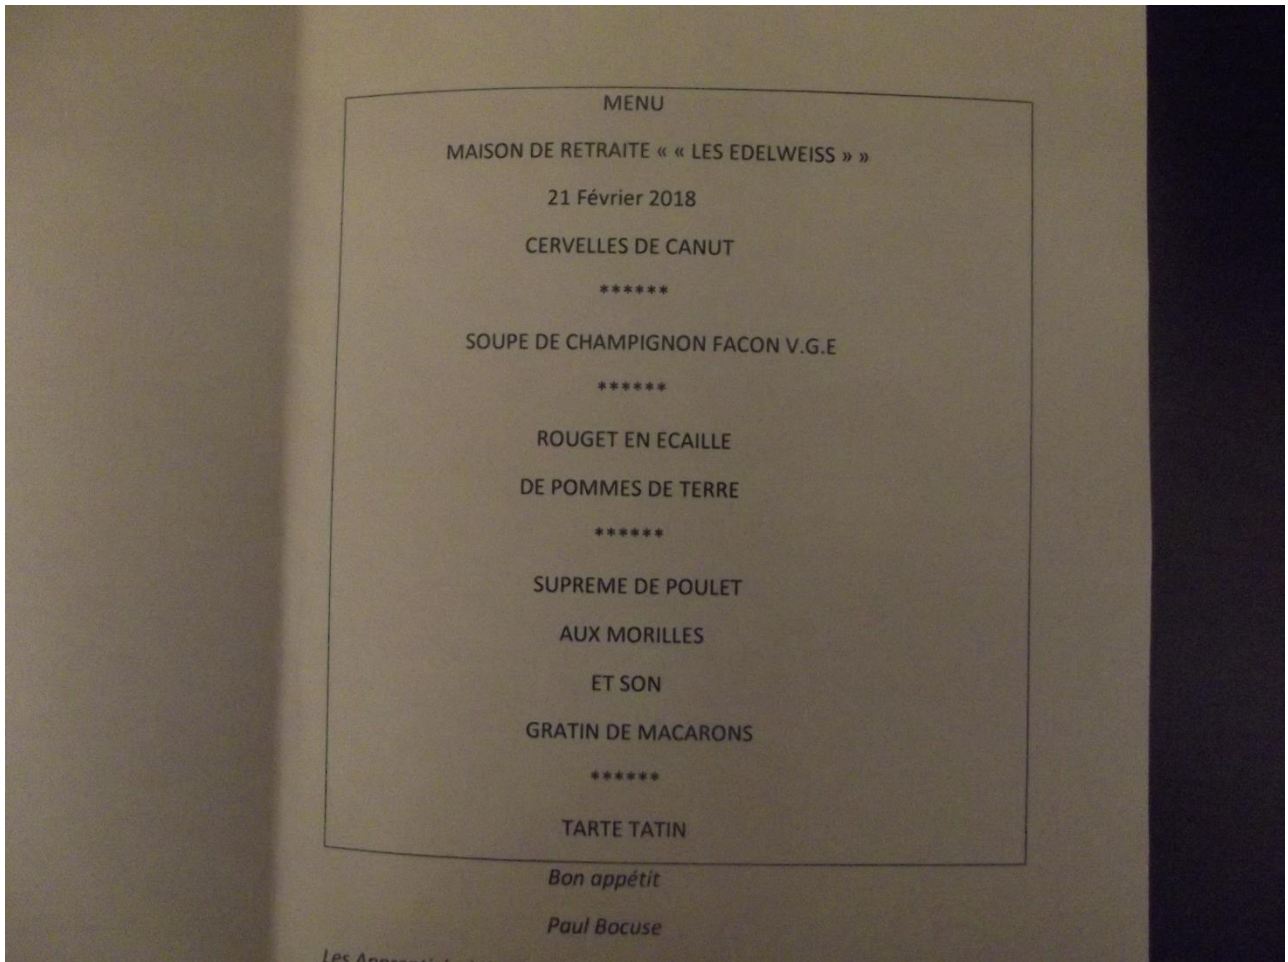 MENU
MAISON DE RETRAITE « « LES EDELWEISS » »
21 Février 2018
CERVELLES DE CANUT
******
SOUPE DE CHAMPIGNON FACON V.G.E
******
ROUGET EN ECAILLE
DE POMMES DE TERRE
******
SUPREME DE POULET
AUX MORILLES
ET SON
GRATIN DE MACARONS
******
TARTE TATIN
Bon appétit
Paul Bocuse
Les